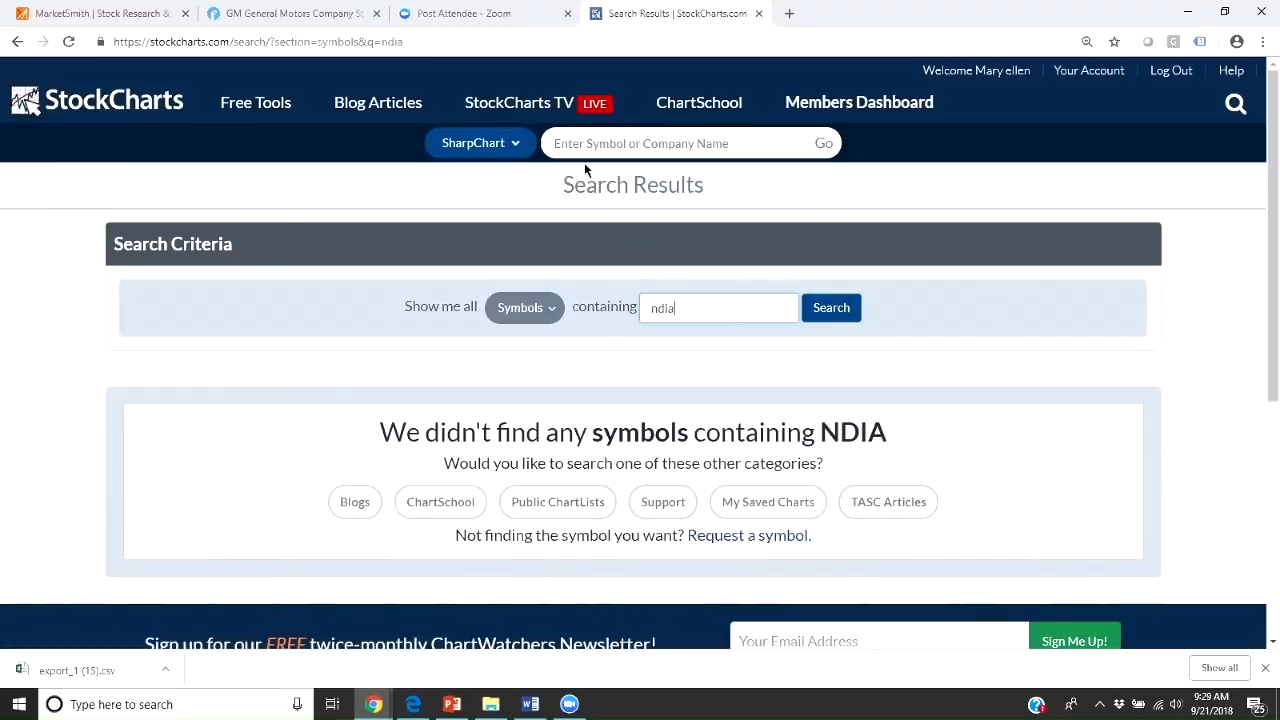 MarketSmith | Stock Research &
GM General Motors Company St
Post Attendee - Zoom
Search Results | StockCharts.com
https://stockcharts.com/search/?section=symbols&q=ndia
Welcome Mary ellen
Your Account
Log Out
Help
StockCharts
Free Tools
Blog Articles
StockCharts TV LIVE
ChartSchool
Members Dashboard
SharpChart
Enter Symbol or Company Name
Go
Search Results
Search Criteria
Show me all Symbols containing ndia Search
We didn't find any symbols containing NDIA
Would you like to search one of these other categories?
Blogs
ChartSchool
Public ChartLists
Support
My Saved Charts
TASC Articles
Not finding the symbol you want? Request a symbol.
Sign up for our FREE twice-monthly ChartWatchers Newsletter!
Your Email Address
Sign Me Up!
export_1 (15).csv
Show all
Type here to search
9:29 AM
9/21/2018
25